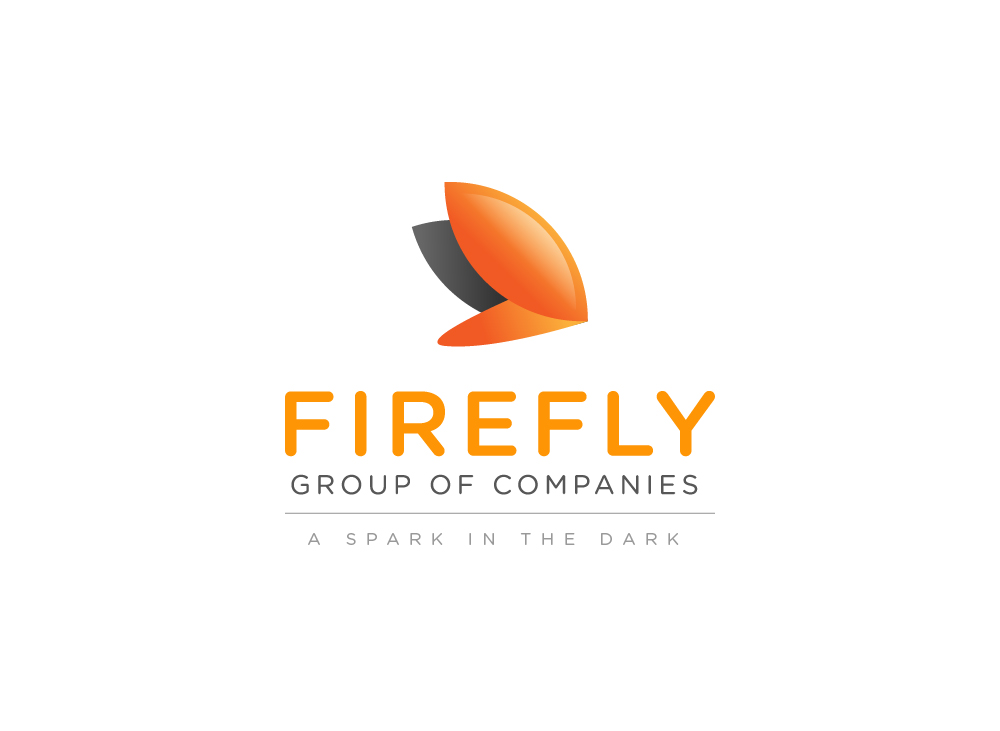 FIREFLY
GROUP OF COMPANIES
A SPARK IN THE DARK